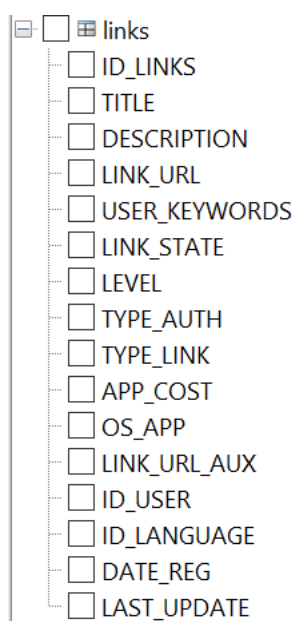 links
ID_LINKS
TITLE
DESCRIPTION
LINK_URL
USER_KEYWORDS
LINK_STATE
LEVEL
TYPE_AUTH
TYPE_LINK
APP_COST
OS_APP
LINK_URL_AUX
ID_USER
ID_LANGUAGE
DATE_REG
LAST_UPDATE